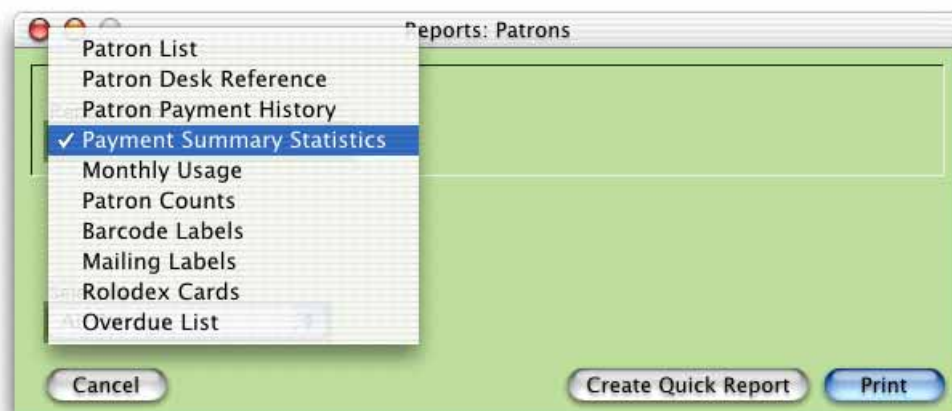 Reports: Patrons
Patron List
Patron Desk Reference
Patron Payment History
✓ Payment Summary Statistics
Monthly Usage
Patron Counts
Barcode Labels
Mailing Labels
Rolodex Cards
Overdue List
Cancel
Create Quick Report
Print